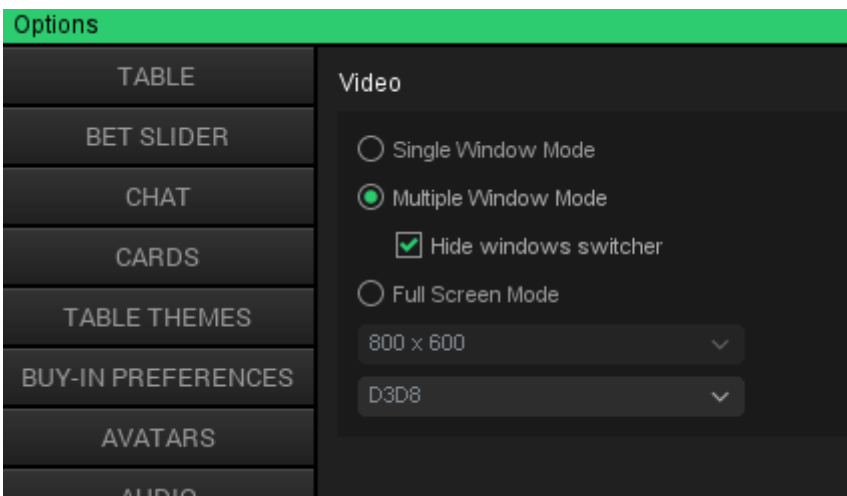 Options
TABLE
BET SLIDER
CHAT
CARDS
TABLE THEMES
BUY-IN PREFERENCES
AVATARS
AUDIO
Video
Single Window Mode
Multiple Window Mode
Hide windows switcher
Full Screen Mode
800 x 600
D3D8